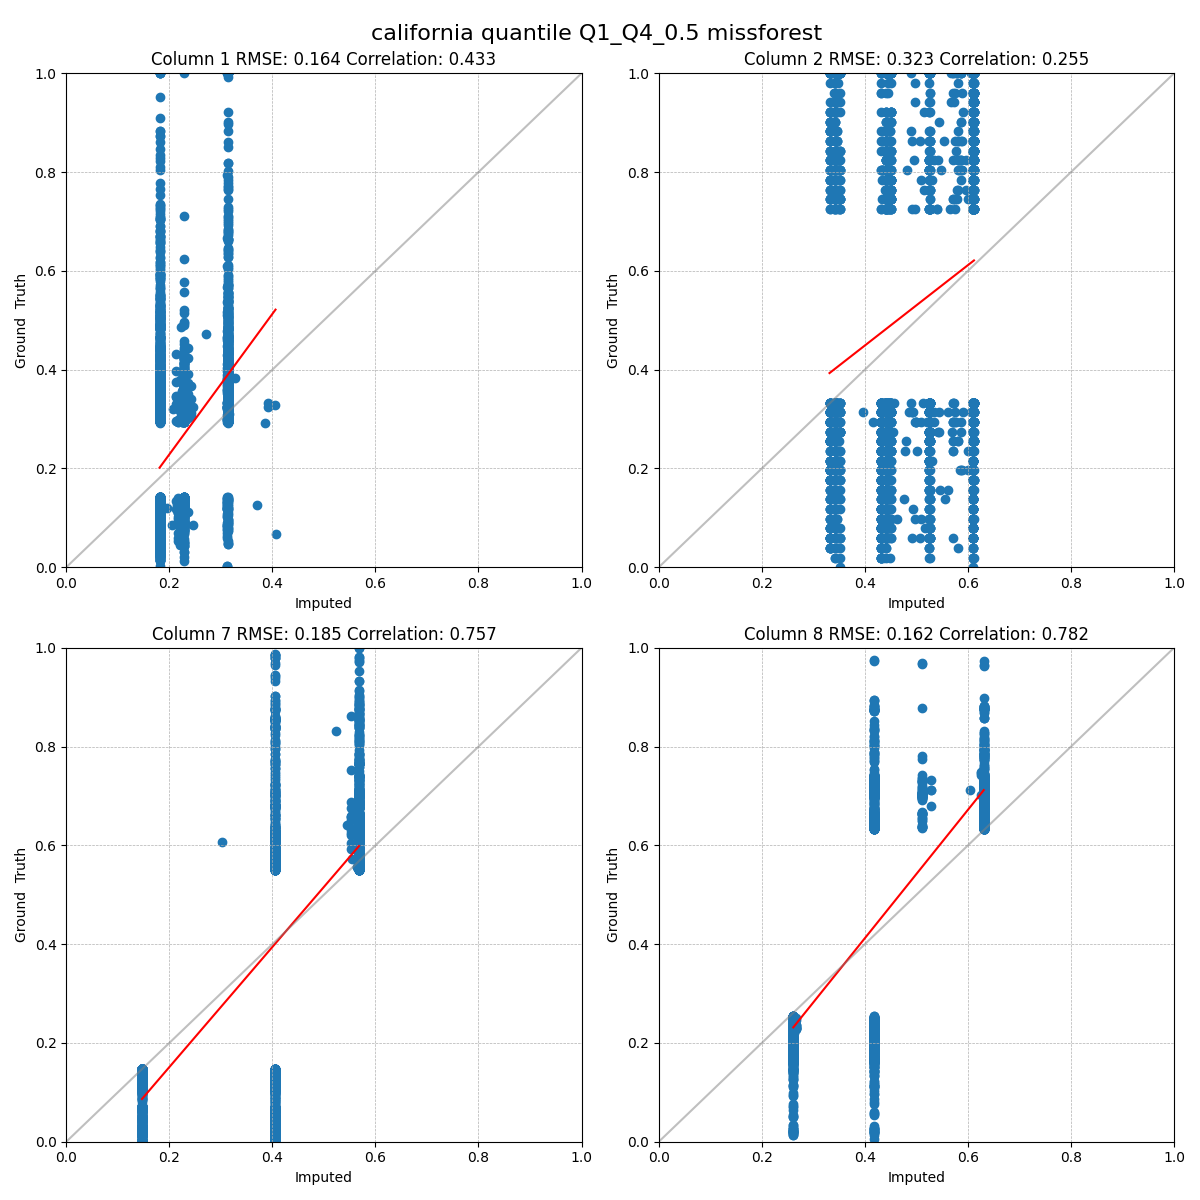 california quantile Q1_Q4_0.5 missforest
Column 1 RMSE: 0.164 Correlation: 0.433
1.0
0.8
0.6
0.4
0.2
0.0
Ground Truth
0.0 0.2 0.4 0.6 0.8 1.0
Imputed
Column 2 RMSE: 0.323 Correlation: 0.255
1.0
0.8
0.6
0.4
0.2
0.0
Ground Truth
0.0 0.2 0.4 0.6 0.8 1.0
Imputed
Column 7 RMSE: 0.185 Correlation: 0.757
1.0
0.8
0.6
0.4
0.2
0.0
Ground Truth
0.0 0.2 0.4 0.6 0.8 1.0
Imputed
Column 8 RMSE: 0.162 Correlation: 0.782
1.0
0.8
0.6
0.4
0.2
0.0
Ground Truth
0.0 0.2 0.4 0.6 0.8 1.0
Imputed